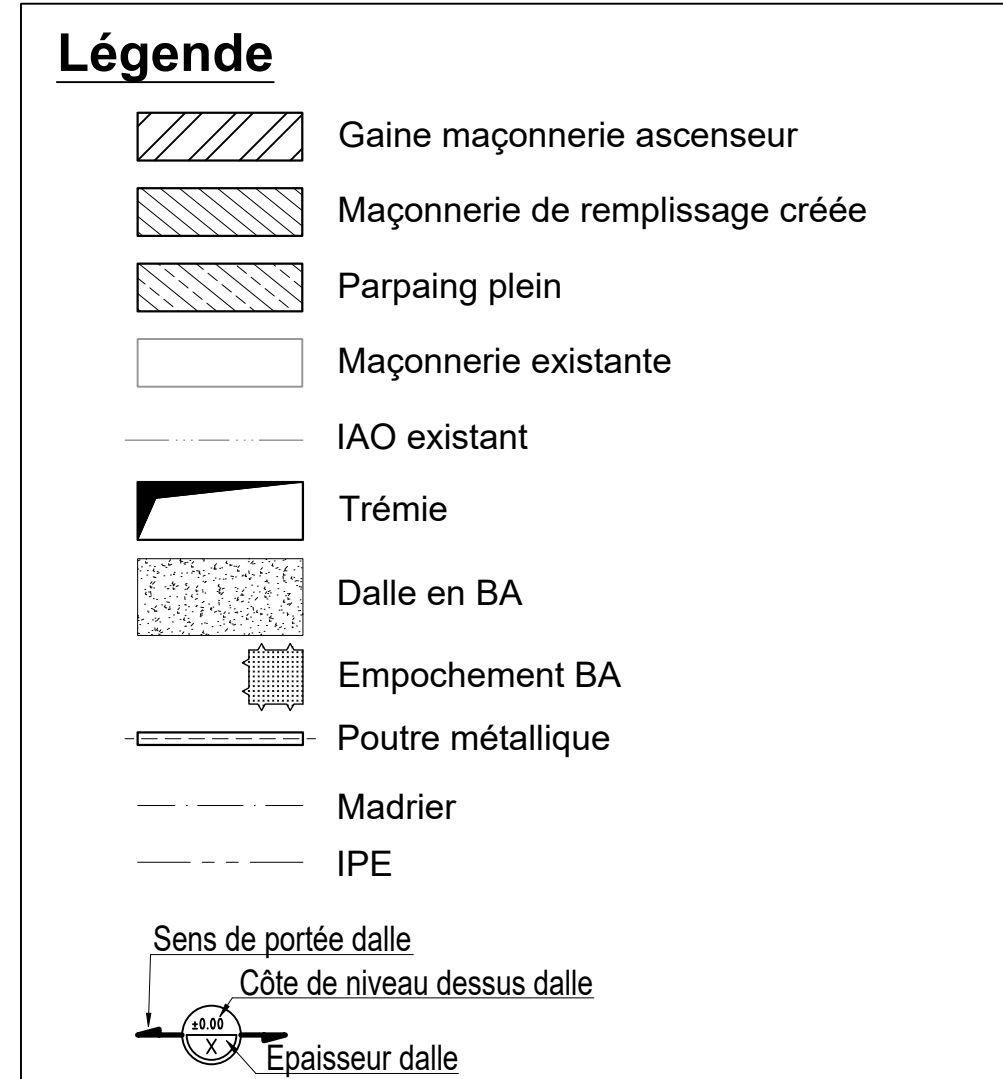 Légende
Gaine maçonnerie ascenseur
Maçonnerie de remplissage créée
Parpaing plein
Maçonnerie existante
IAO existant
Trémie
Dalle en BA
Empochement BA
Poutre métallique
Madrier
IPE
Sens de portée dalle
Côte de niveau dessus dalle
±0.00
X
Epaisseur dalle